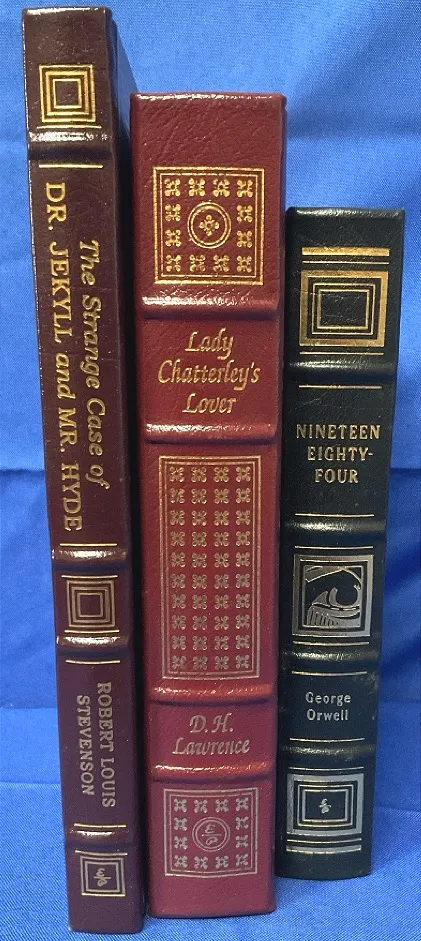 The Strange Case of
DR. JEKYLL and MR. HYDE
ROBERT LOUIS
STEVENSON
Lady
Chatterley's
Lover
D.H.
Lawrence
E
P
NINETEEN
EIGHTY-
FOUR
George
Orwell